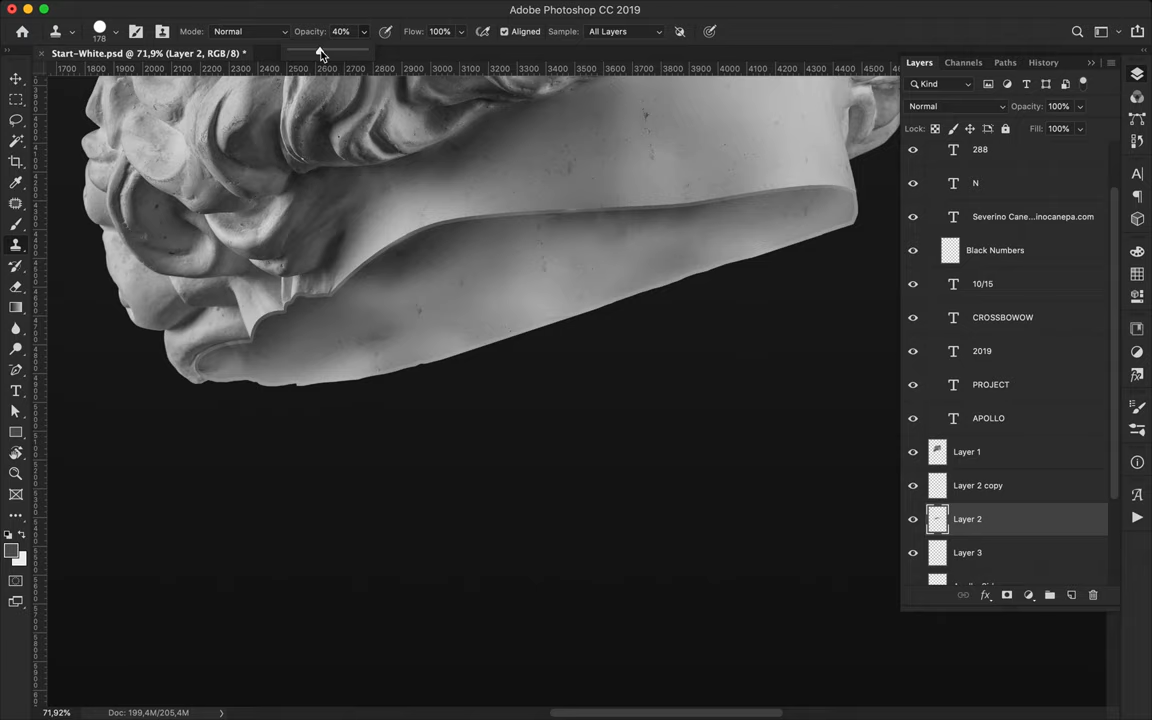 Adobe Photoshop CC 2019
178
Mode: Normal Opacity: 40% Flow: 100% Aligned Sample: All Layers
Start-White.psd @ 71,9% (Layer 2, RGB/8) *
Layers Channels Paths History
1700 1800 1900 2000 2100 2200 2300 2400 2500 2600 2700 2800 2900 3000 3100 3200 3300 3400 3500 3600 3700 3800 3900 4000 4100 4200 4300 4400 4500
Kind
Normal Opacity: 100%
Lock: Fill: 100%
T 288
T N
T Severino Cane...inocanepa.com
Black Numbers
T 10/15
T CROSSBOWOW
T 2019
T PROJECT
T APOLLO
Layer 1
Layer 2 copy
Layer 2
Layer 3
fx
71,92% Doc: 199,4M/205,4M